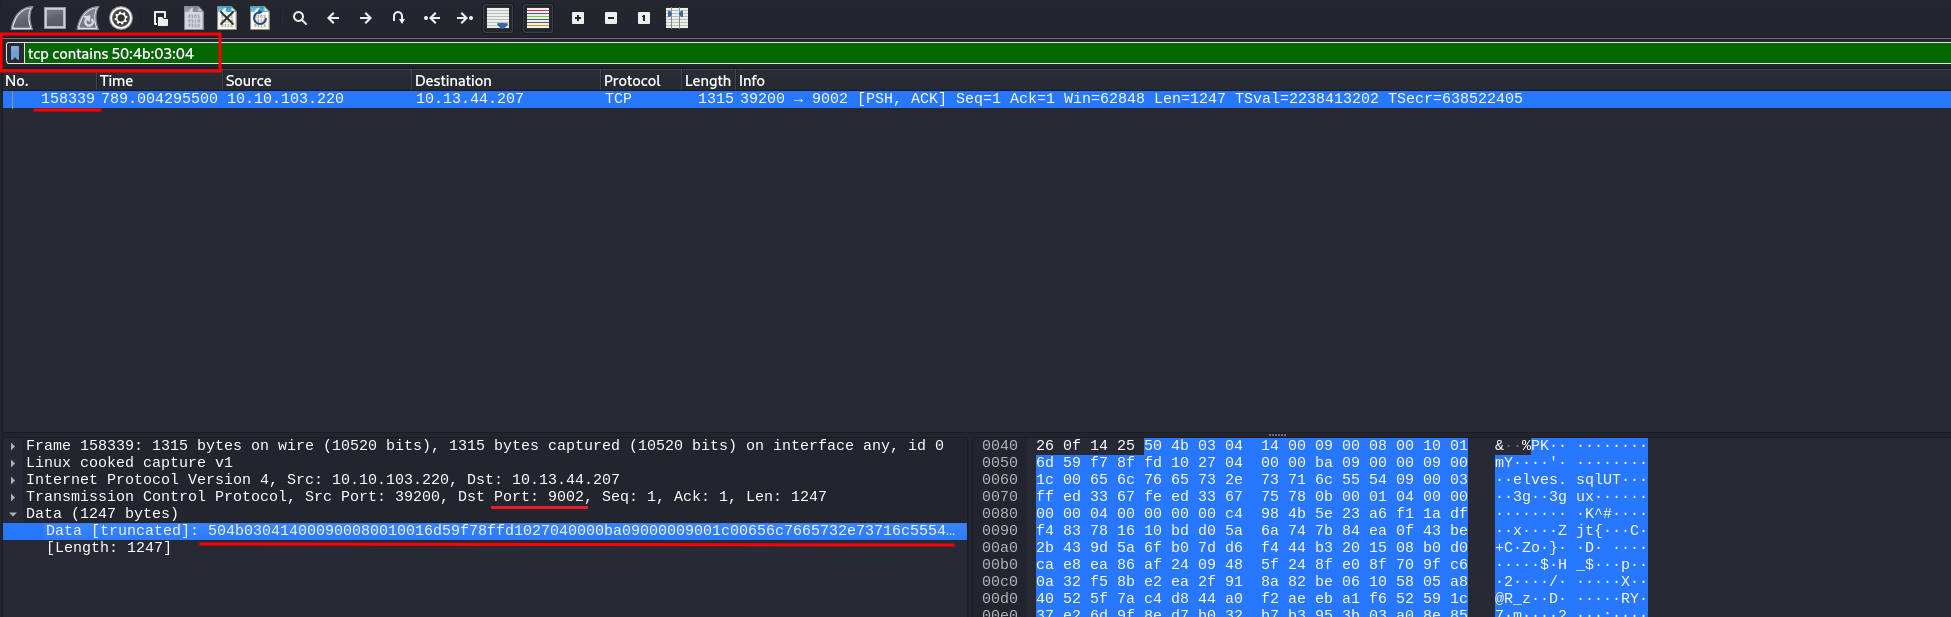 tcp contains 50:4b:03:04
No. Time Source Destination Protocol Length Info
158339 789.004295500 10.10.103.220 10.13.44.207 TCP 1315 39200 → 9002 [PSH, ACK] Seq=1 Ack=1 Win=62848 Len=1247 TSval=2238413202 TSecr=638522405
Frame 158339: 1315 bytes on wire (10520 bits), 1315 bytes captured (10520 bits) on interface any, id 0
Linux cooked capture v1
Internet Protocol Version 4, Src: 10.10.103.220, Dst: 10.13.44.207
Transmission Control Protocol, Src Port: 39200, Dst Port: 9002, Seq: 1, Ack: 1, Len: 1247
Data (1247 bytes)
Data [truncated]: 504b0304140009000800100 16d59f78ffd1027040000ba09000009001c00656c7665732e73716c5554…
[Length: 1247]
0040 26 0f 14 25 50 4b 03 04 14 00 09 00 08 00 10 01 &··%PK·· ········
0050 6d 59 f7 8f fd 10 27 04 00 00 ba 09 00 00 09 00 mY····'· ········
0060 1c 00 65 6c 76 65 73 2e 73 71 6c 55 54 09 00 03 ··elves. sqlUT···
0070 ff ed 33 67 fe ed 33 67 75 78 0b 00 01 04 00 00 ··3g··3g ux······
0080 00 00 04 00 00 00 00 c4 98 4b 5e 23 a6 f1 1a df ········ ·K^#····
0090 f4 83 78 16 10 bd d0 5a 6a 74 7b 84 ea 0f 43 be ··x····Z jt{···C·
00a0 2b 43 9d 5a 6f b0 7d d6 f4 44 b3 20 15 08 b0 d0 +C·Zo·}· ·D· ····
00b0 ca e8 ea 86 af 24 09 48 5f 24 8f e0 8f 70 9f c6 ·····$·H _$···p··
00c0 0a 32 f5 8b e2 ea 2f 91 8a 82 be 06 10 58 05 a8 ·2····/· ·····X··
00d0 40 52 5f 7a c4 d8 44 a0 f2 ae eb a1 f6 52 59 1c @R_z··D· ·····RY·
00e0 37 e2 6d 9f 8e d7 b0 32 b7 b3 95 3b 03 a0 8e 85 7·m····2 ···;····